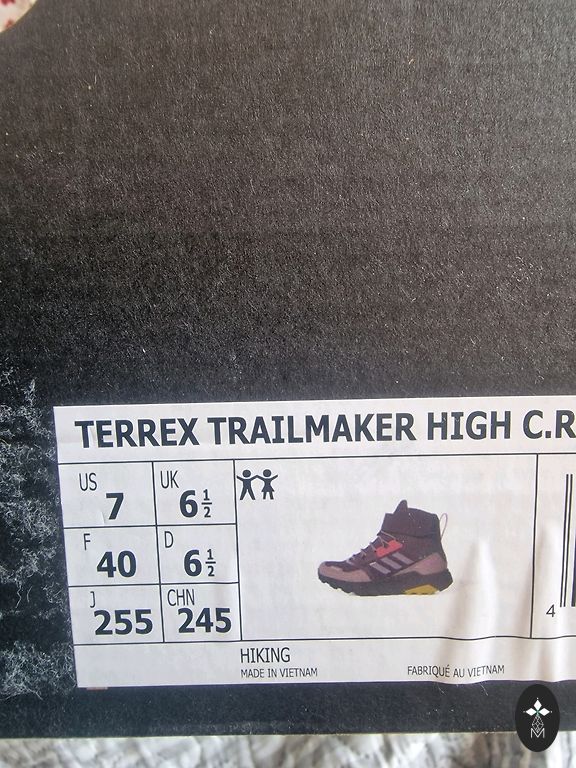 TERREX TRAILMAKER HIGH C.R
US 7 UK 6½
F 40 D 6½
J 255 CHN 245
4
HIKING
MADE IN VIETNAM FABRIQUÉ AU VIETNAM
M